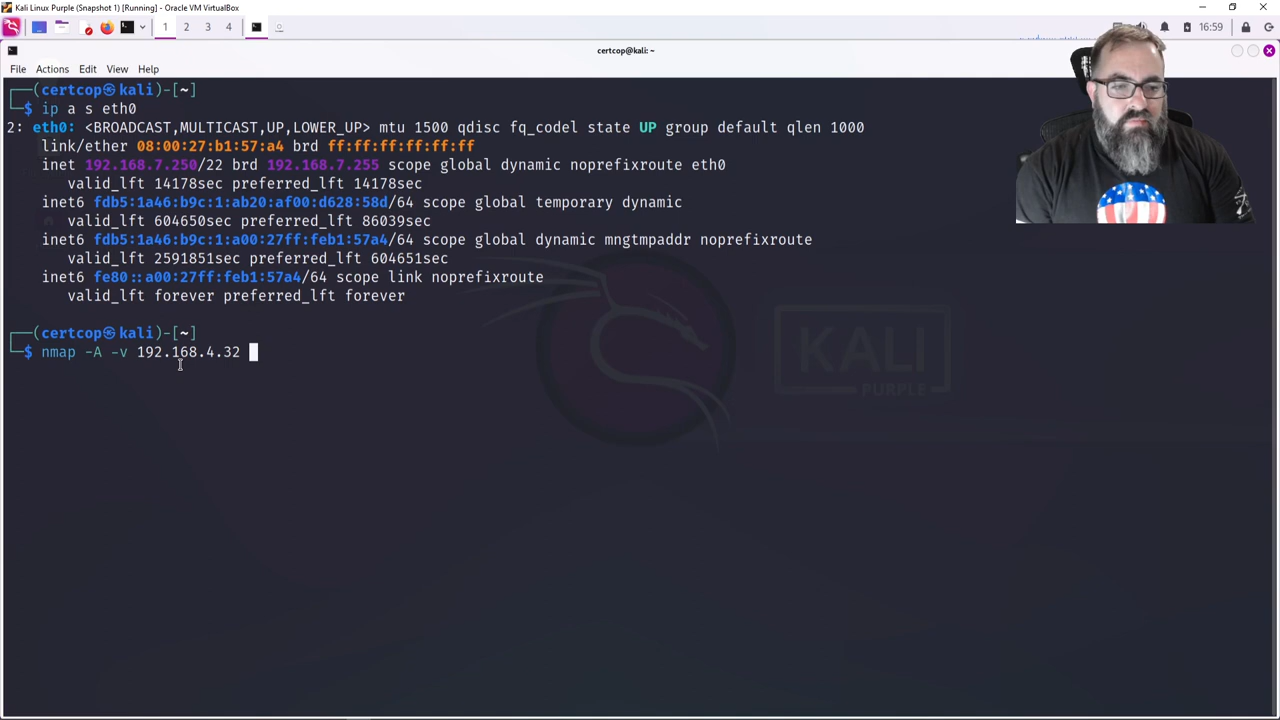 Kali Linux Purple (Snapshot 1) [Running] - Oracle VM VirtualBox
1 2 3 4
16:59
certcop@kali: ~
File Actions Edit View Help
┌──(certcop㉿kali)-[~]
└─$ ip a s eth0
2: eth0: <BROADCAST,MULTICAST,UP,LOWER_UP> mtu 1500 qdisc fq_codel state UP group default qlen 1000
link/ether 08:00:27:b1:57:a4 brd ff:ff:ff:ff:ff:ff
inet 192.168.7.250/22 brd 192.168.7.255 scope global dynamic noprefixroute eth0
valid_lft 14178sec preferred_lft 14178sec
inet6 fdb5:1a46:b9c:1:ab20:af00:d628:58d/64 scope global temporary dynamic
valid_lft 604650sec preferred_lft 86039sec
inet6 fdb5:1a46:b9c:1:a00:27ff:feb1:57a4/64 scope global dynamic mngtmpaddr noprefixroute
valid_lft 2591851sec preferred_lft 604651sec
inet6 fe80::a00:27ff:feb1:57a4/64 scope link noprefixroute
valid_lft forever preferred_lft forever
┌──(certcop㉿kali)-[~]
└─$ nmap -A -v 192.168.4.32
KALI
PURPLE